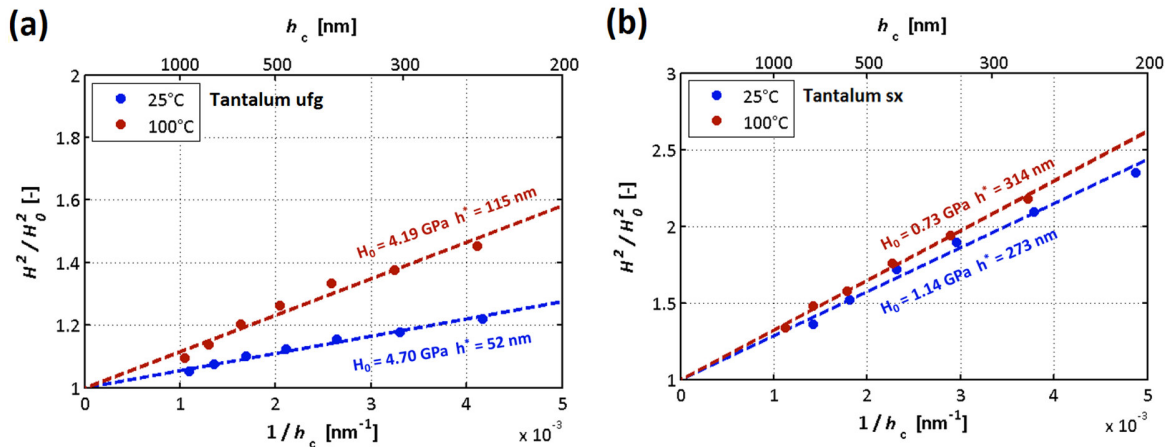 (a)
h c [nm]
1000 500 300 200
2
1.8
1.6
1.4
1.2
1
H² / H₀² [-]
25°C
100°C
Tantalum ufg
H₀ = 4.19 GPa h* = 115 nm
H₀ = 4.70 GPa h* = 52 nm
0 1 2 3 4 5
1 / h c [nm⁻¹]
x 10⁻³
(b)
h c [nm]
1000 500 300 200
3
2.5
2
1.5
1
H² / H₀² [-]
25°C
100°C
Tantalum sx
H₀ = 0.73 GPa h* = 314 nm
H₀ = 1.14 GPa h* = 273 nm
0 1 2 3 4 5
1 / h c [nm⁻¹]
x 10⁻³